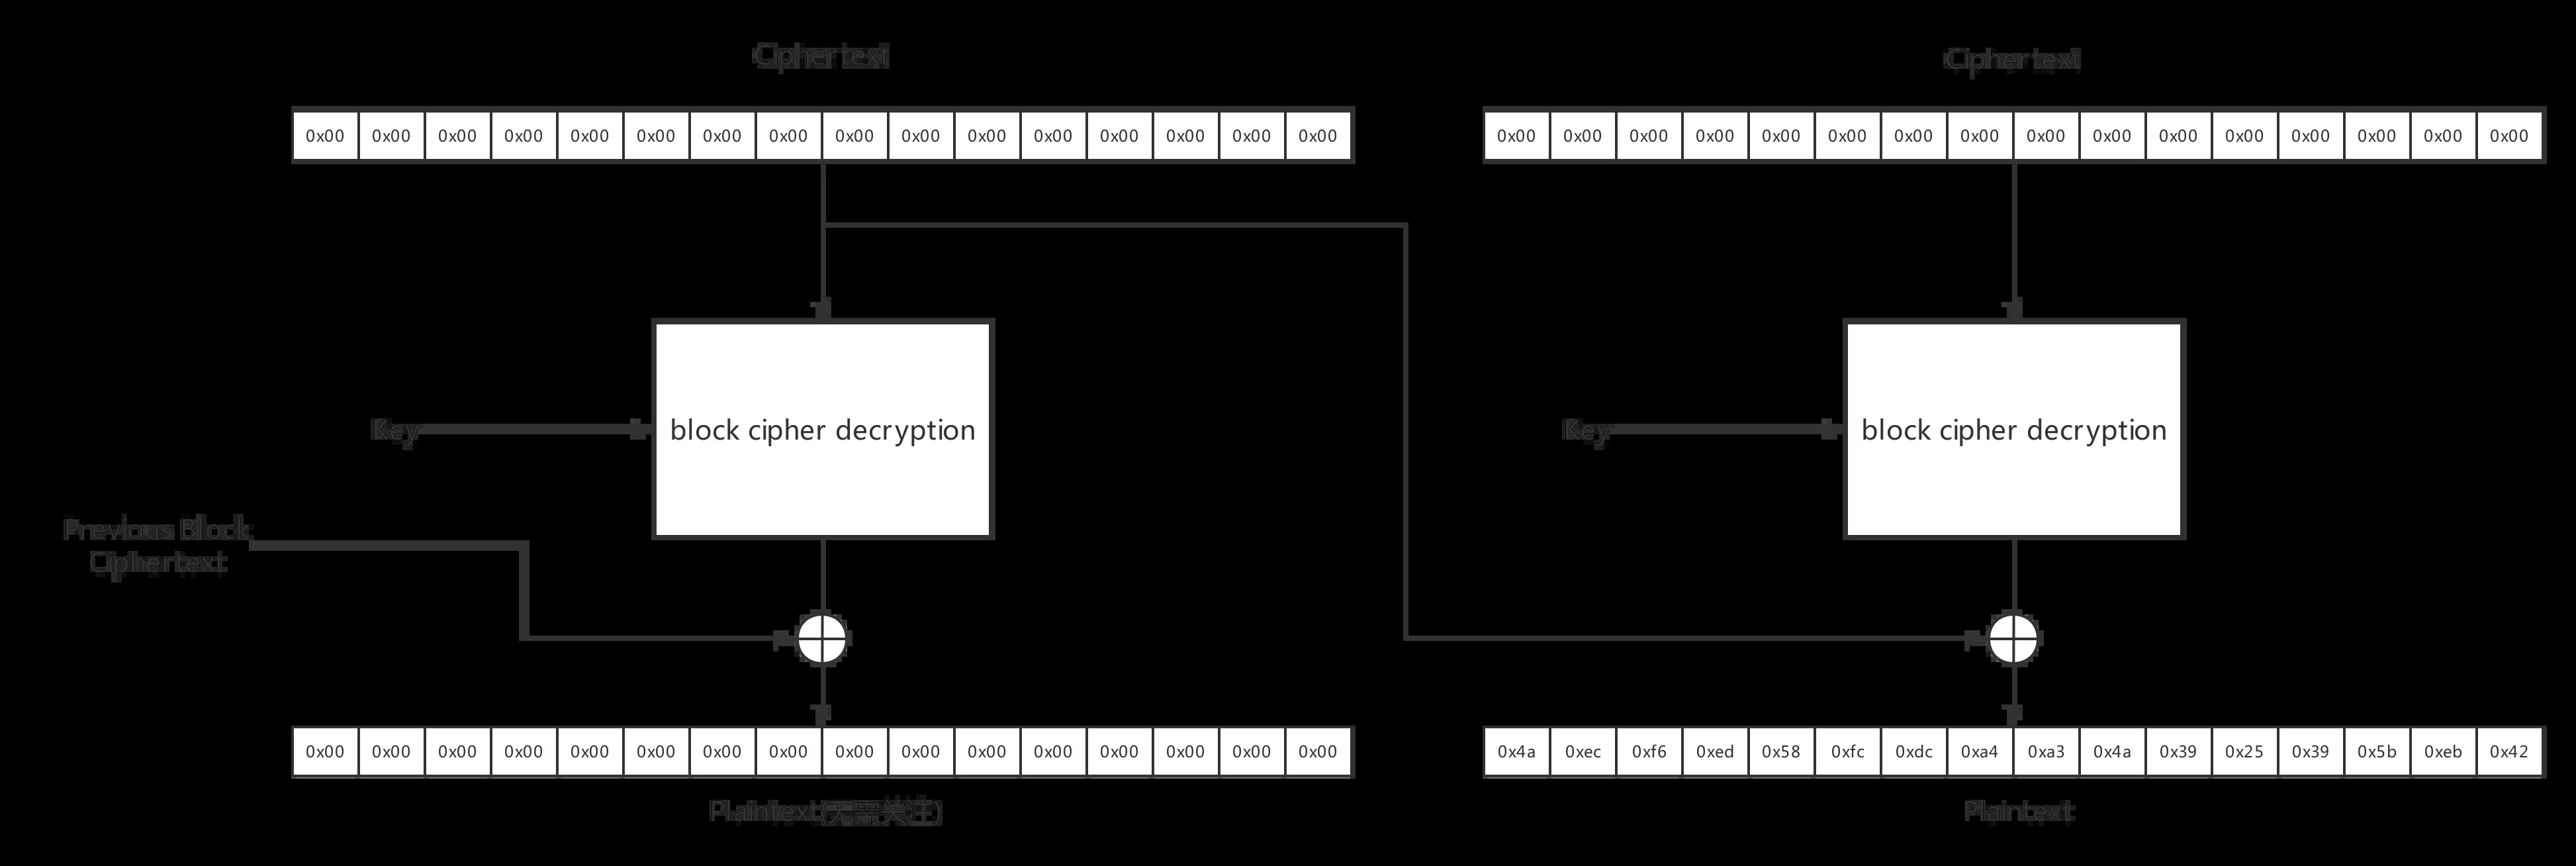 Ciphertext
Ciphertext
0x00 0x00 0x00 0x00 0x00 0x00 0x00 0x00 0x00 0x00 0x00 0x00 0x00 0x00 0x00 0x00
0x00 0x00 0x00 0x00 0x00 0x00 0x00 0x00 0x00 0x00 0x00 0x00 0x00 0x00 0x00 0x00
Key
block cipher decryption
Key
block cipher decryption
Previous Block
Ciphertext
0x00 0x00 0x00 0x00 0x00 0x00 0x00 0x00 0x00 0x00 0x00 0x00 0x00 0x00 0x00 0x00
0x4a 0xec 0xf6 0xed 0x58 0xfc 0xdc 0xa4 0xa3 0x4a 0x39 0x25 0x39 0x5b 0xeb 0x42
Plaintext(无需关注)
Plaintext